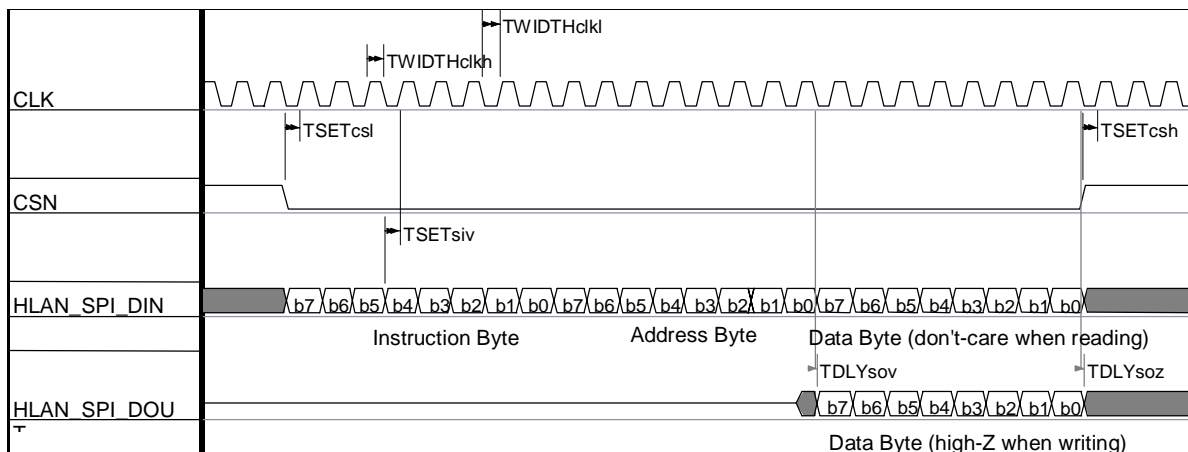 TWIDTHclkl
TWIDTHclkh
CLK
TSETcsl
TSETcsh
CSN
TSETsiv
HLAN_SPI_DIN
b7 b6 b5 b4 b3 b2 b1 b0 b7 b6 b5 b4 b3 b2 b1 b0 b7 b6 b5 b4 b3 b2 b1 b0
Instruction Byte
Address Byte
Data Byte (don't-care when reading)
TDLYsov
TDLYsoz
HLAN_SPI_DOU
b7 b6 b5 b4 b3 b2 b1 b0
T
Data Byte (high-Z when writing)